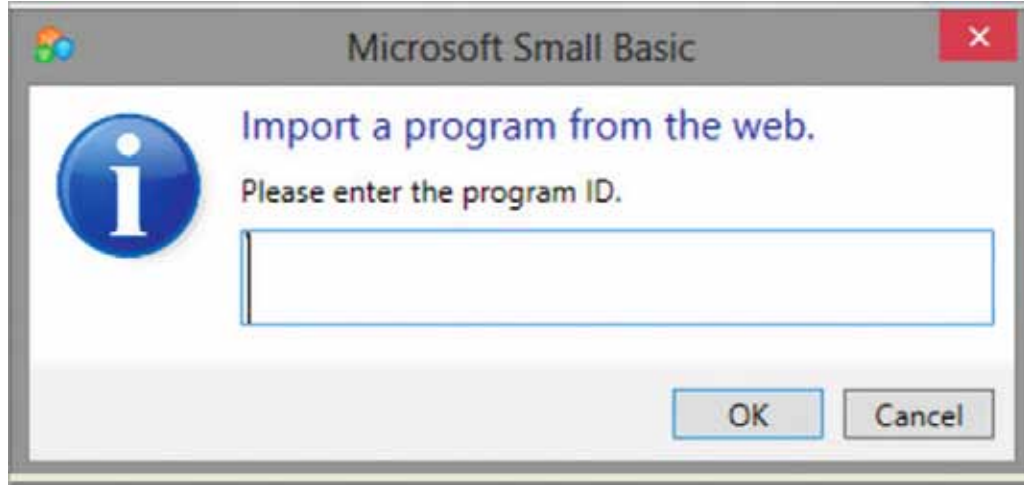 Microsoft Small Basic
Import a program from the web.
Please enter the program ID.
OK Cancel